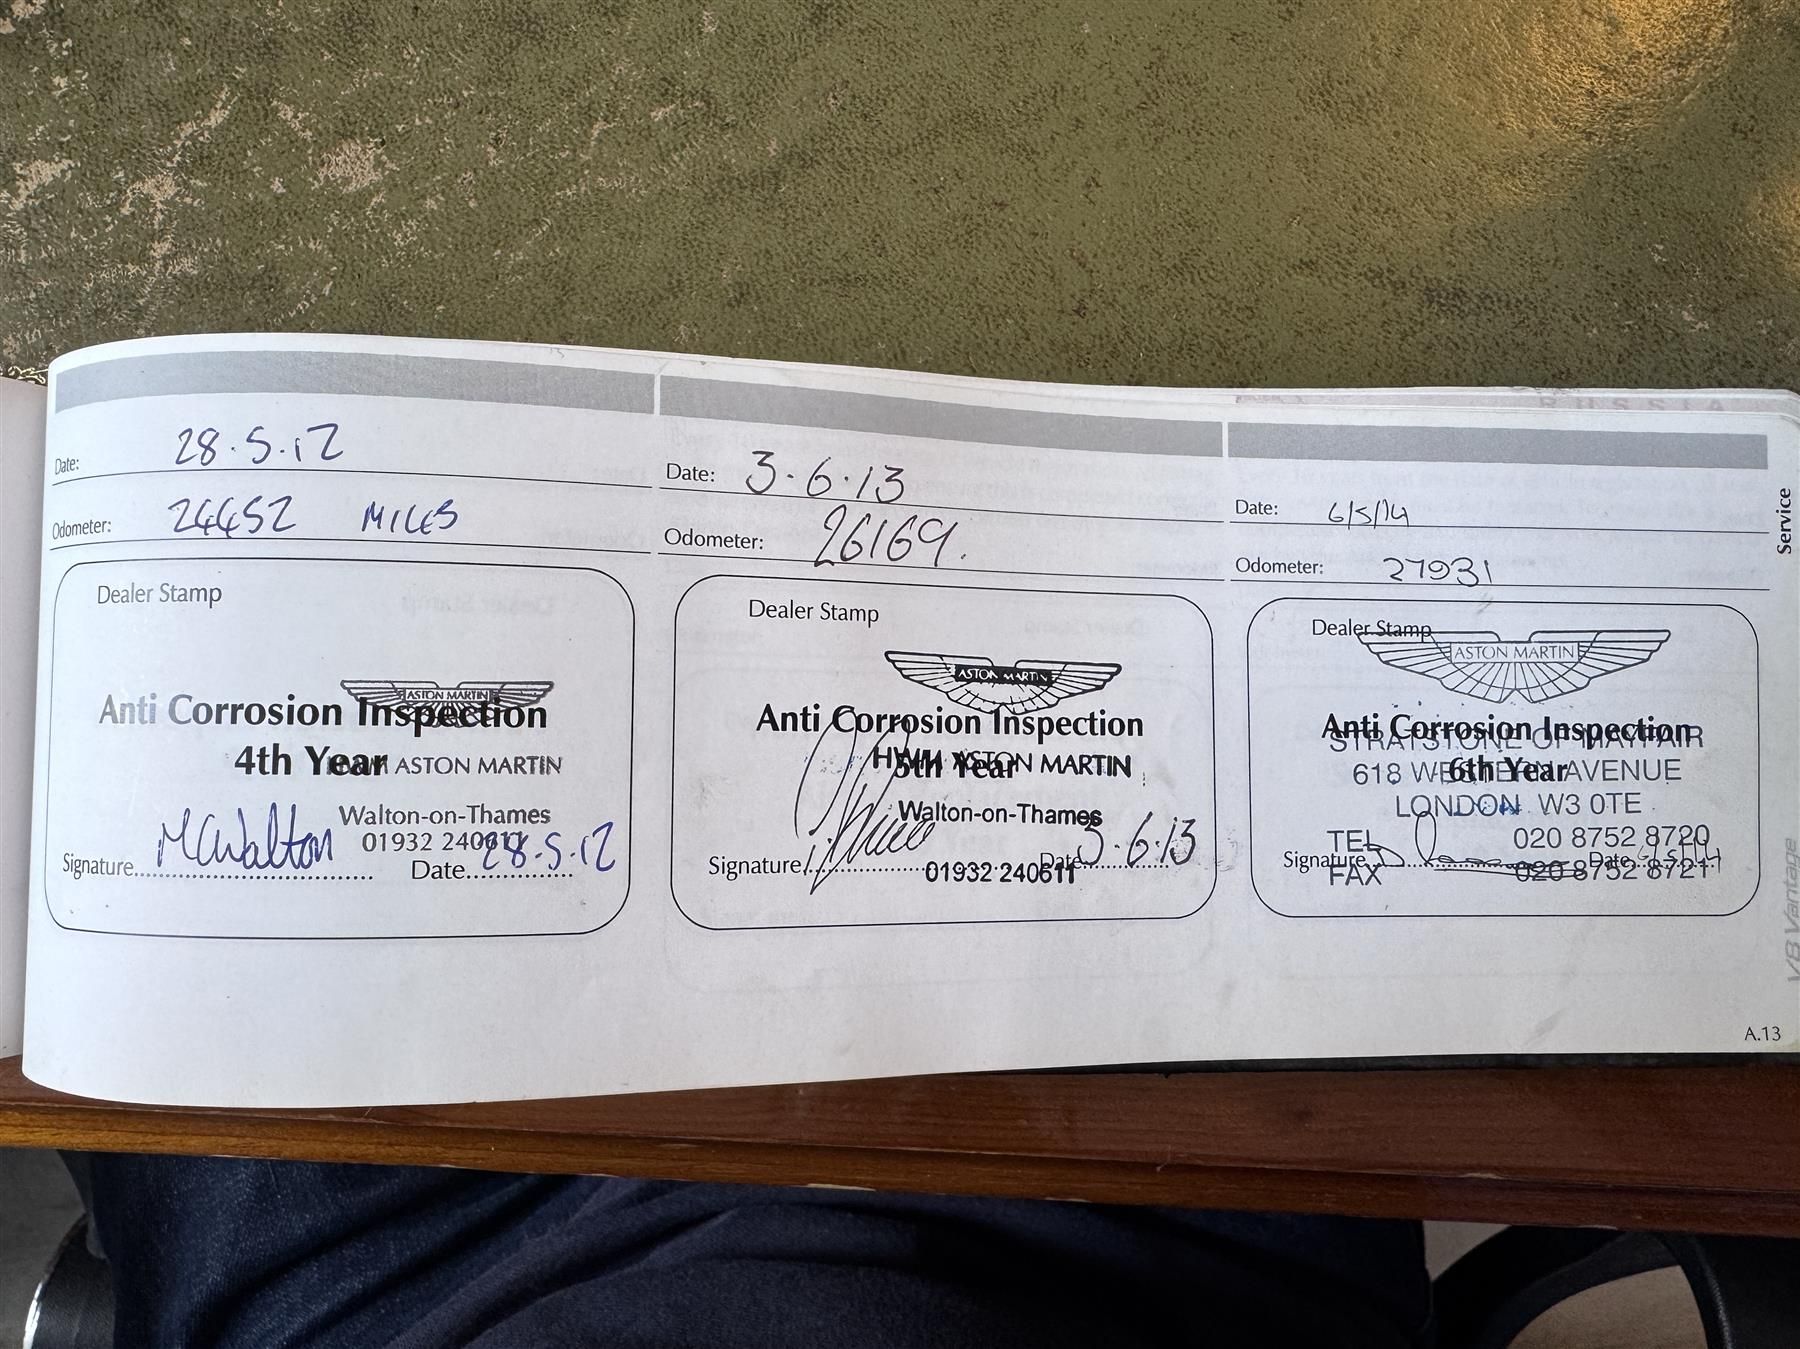 Date: 28.5.12
Odometer: 24452 MILES
Dealer Stamp
ASTON MARTIN
Anti Corrosion Inspection
4th Year
ASTON MARTIN
Walton-on-Thames
01932 240611
Signature M Walton Date 28.5.12
Date: 3.6.13
Odometer: 26169.
Dealer Stamp
ASTON MARTIN
Anti Corrosion Inspection
5th Year
HWM ASTON MARTIN
Walton-on-Thames
Signature Date 3.6.13
01932 240611
Date: 6/5/14
Odometer: 27931
Dealer Stamp
ASTON MARTIN
Anti Corrosion Inspection
STRATSTONE OF MAYFAIR
6th Year
618 WESTERN AVENUE
LONDON W3 0TE
TEL 020 8752 8720
Signature Date 6.5.14
FAX 020 8752 8721
Service
V8 Vantage
A.13